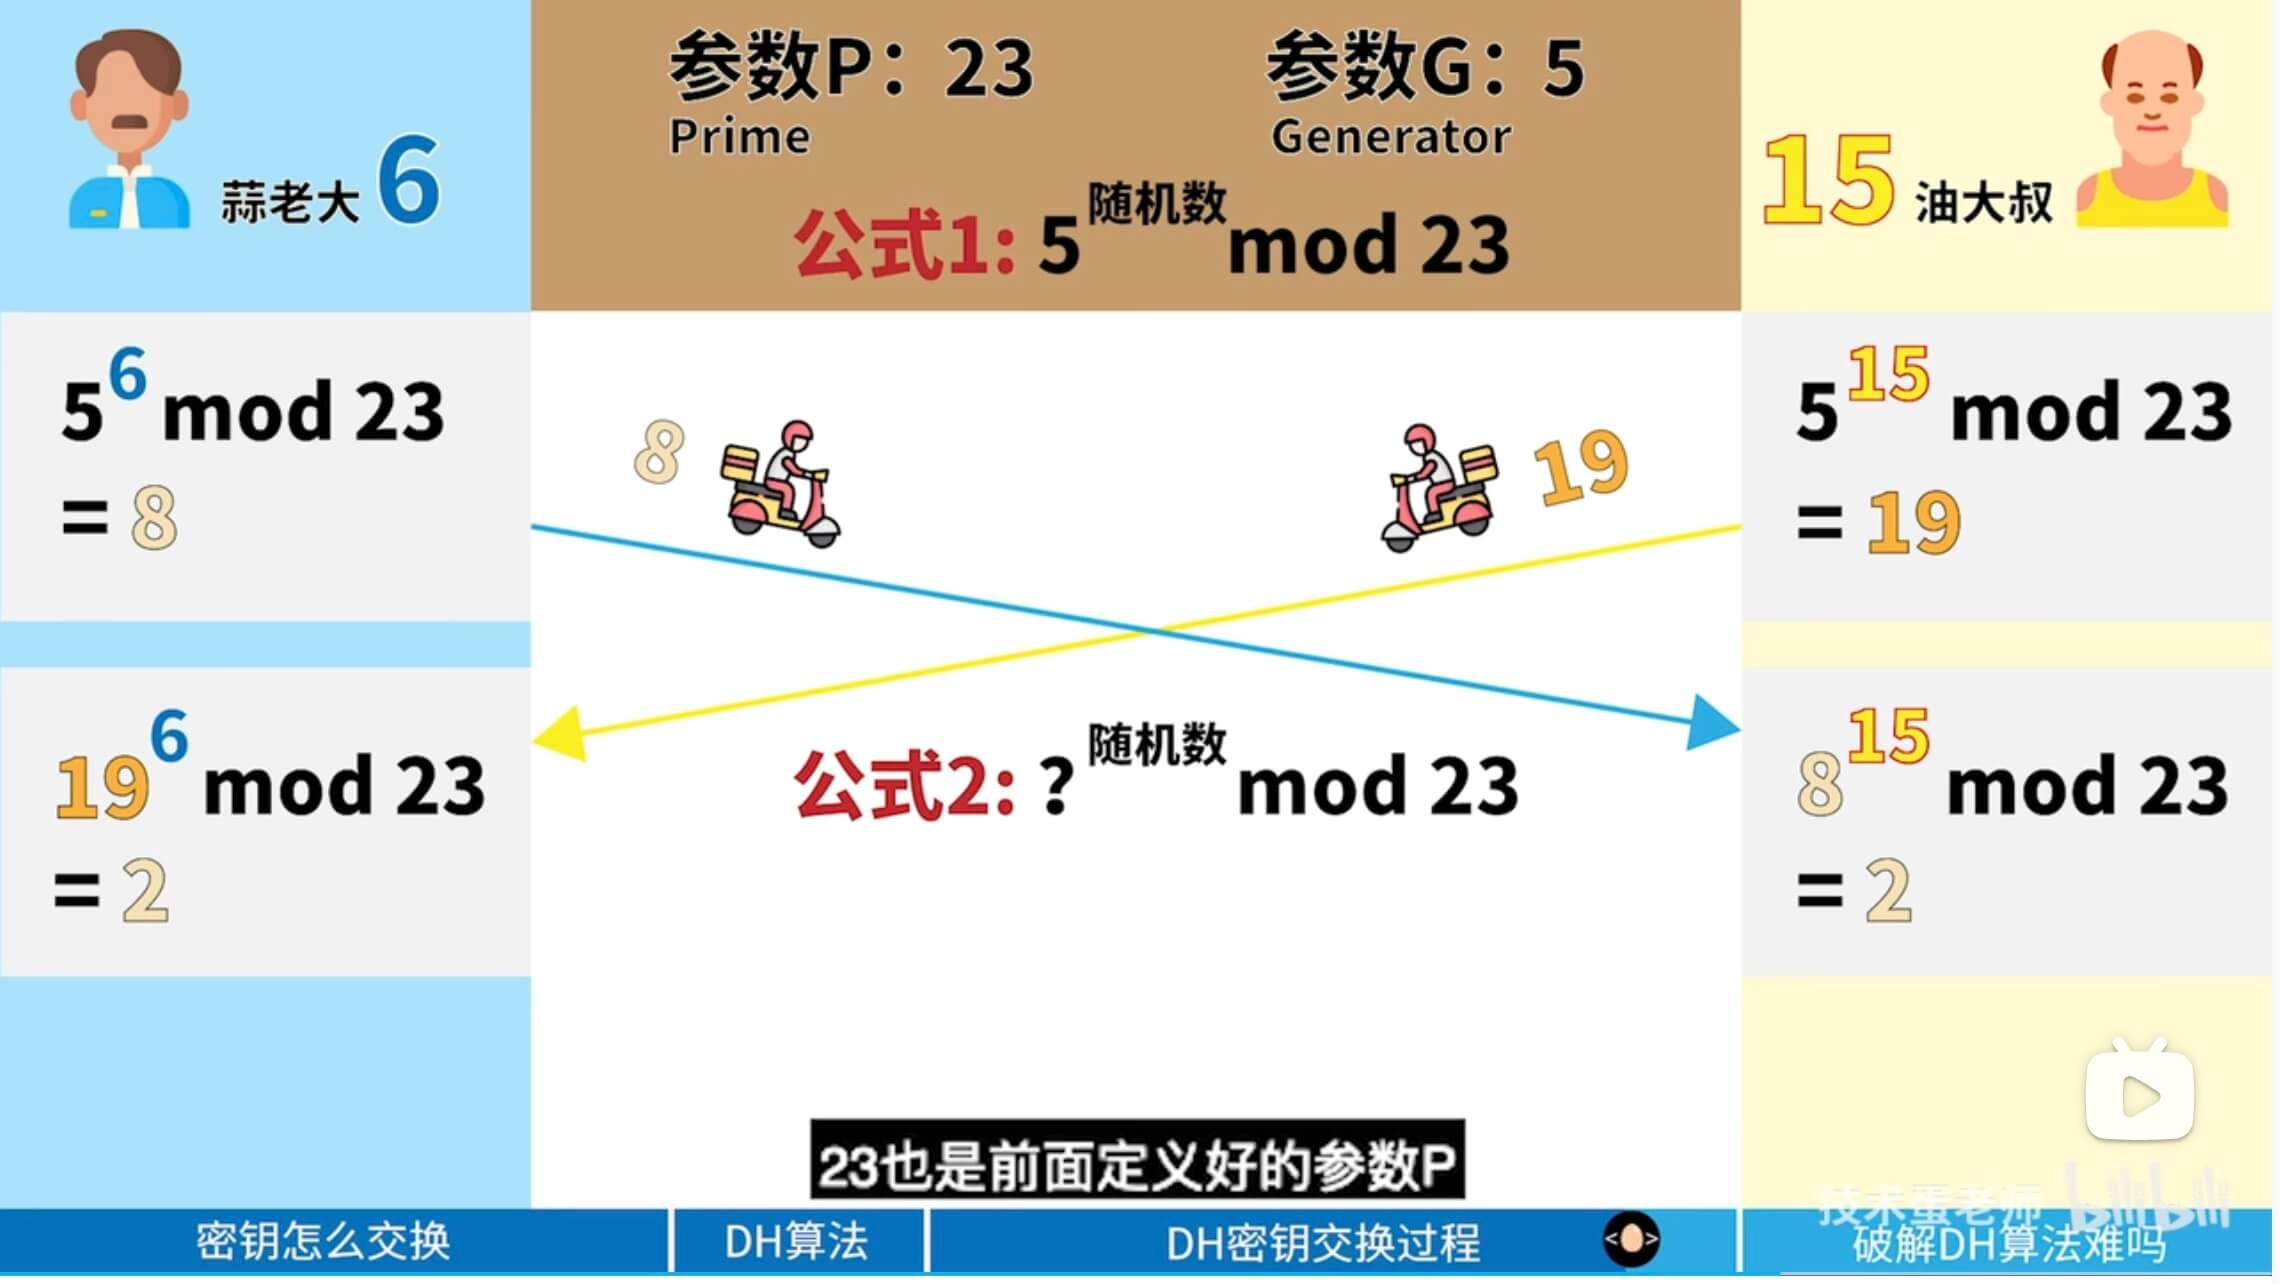 参数P：23
Prime
参数G：5
Generator
公式1: 5随机数 mod 23
蒜老大 6
15 油大叔
5^6 mod 23
= 8
8
19
5^15 mod 23
= 19
19^6 mod 23
= 2
公式2: ?随机数 mod 23
8^15 mod 23
= 2
23也是前面定义好的参数P
技术蛋老师 bilibili
密钥怎么交换
DH算法
DH密钥交换过程
<>
破解DH算法难吗